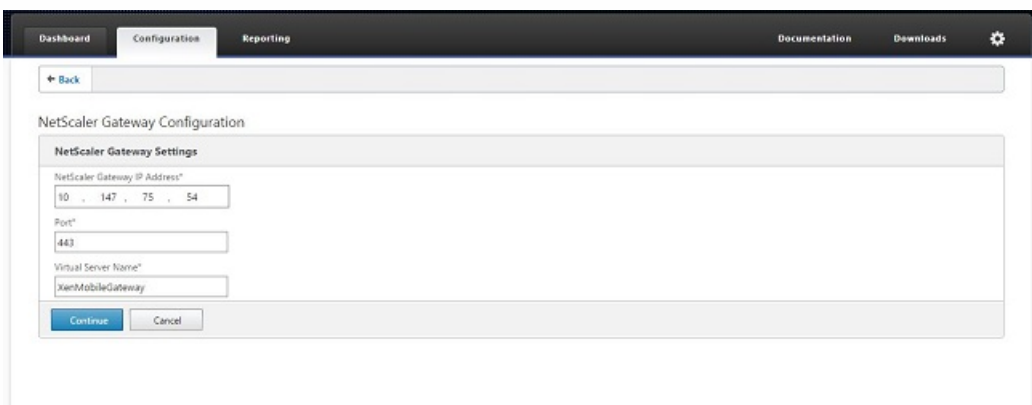 Dashboard Configuration Reporting Documentation Downloads
Back
NetScaler Gateway Configuration
NetScaler Gateway Settings
NetScaler Gateway IP Address*
10 . 147 . 75 . 54
Port*
443
Virtual Server Name*
XenMobileGateway
Continue Cancel